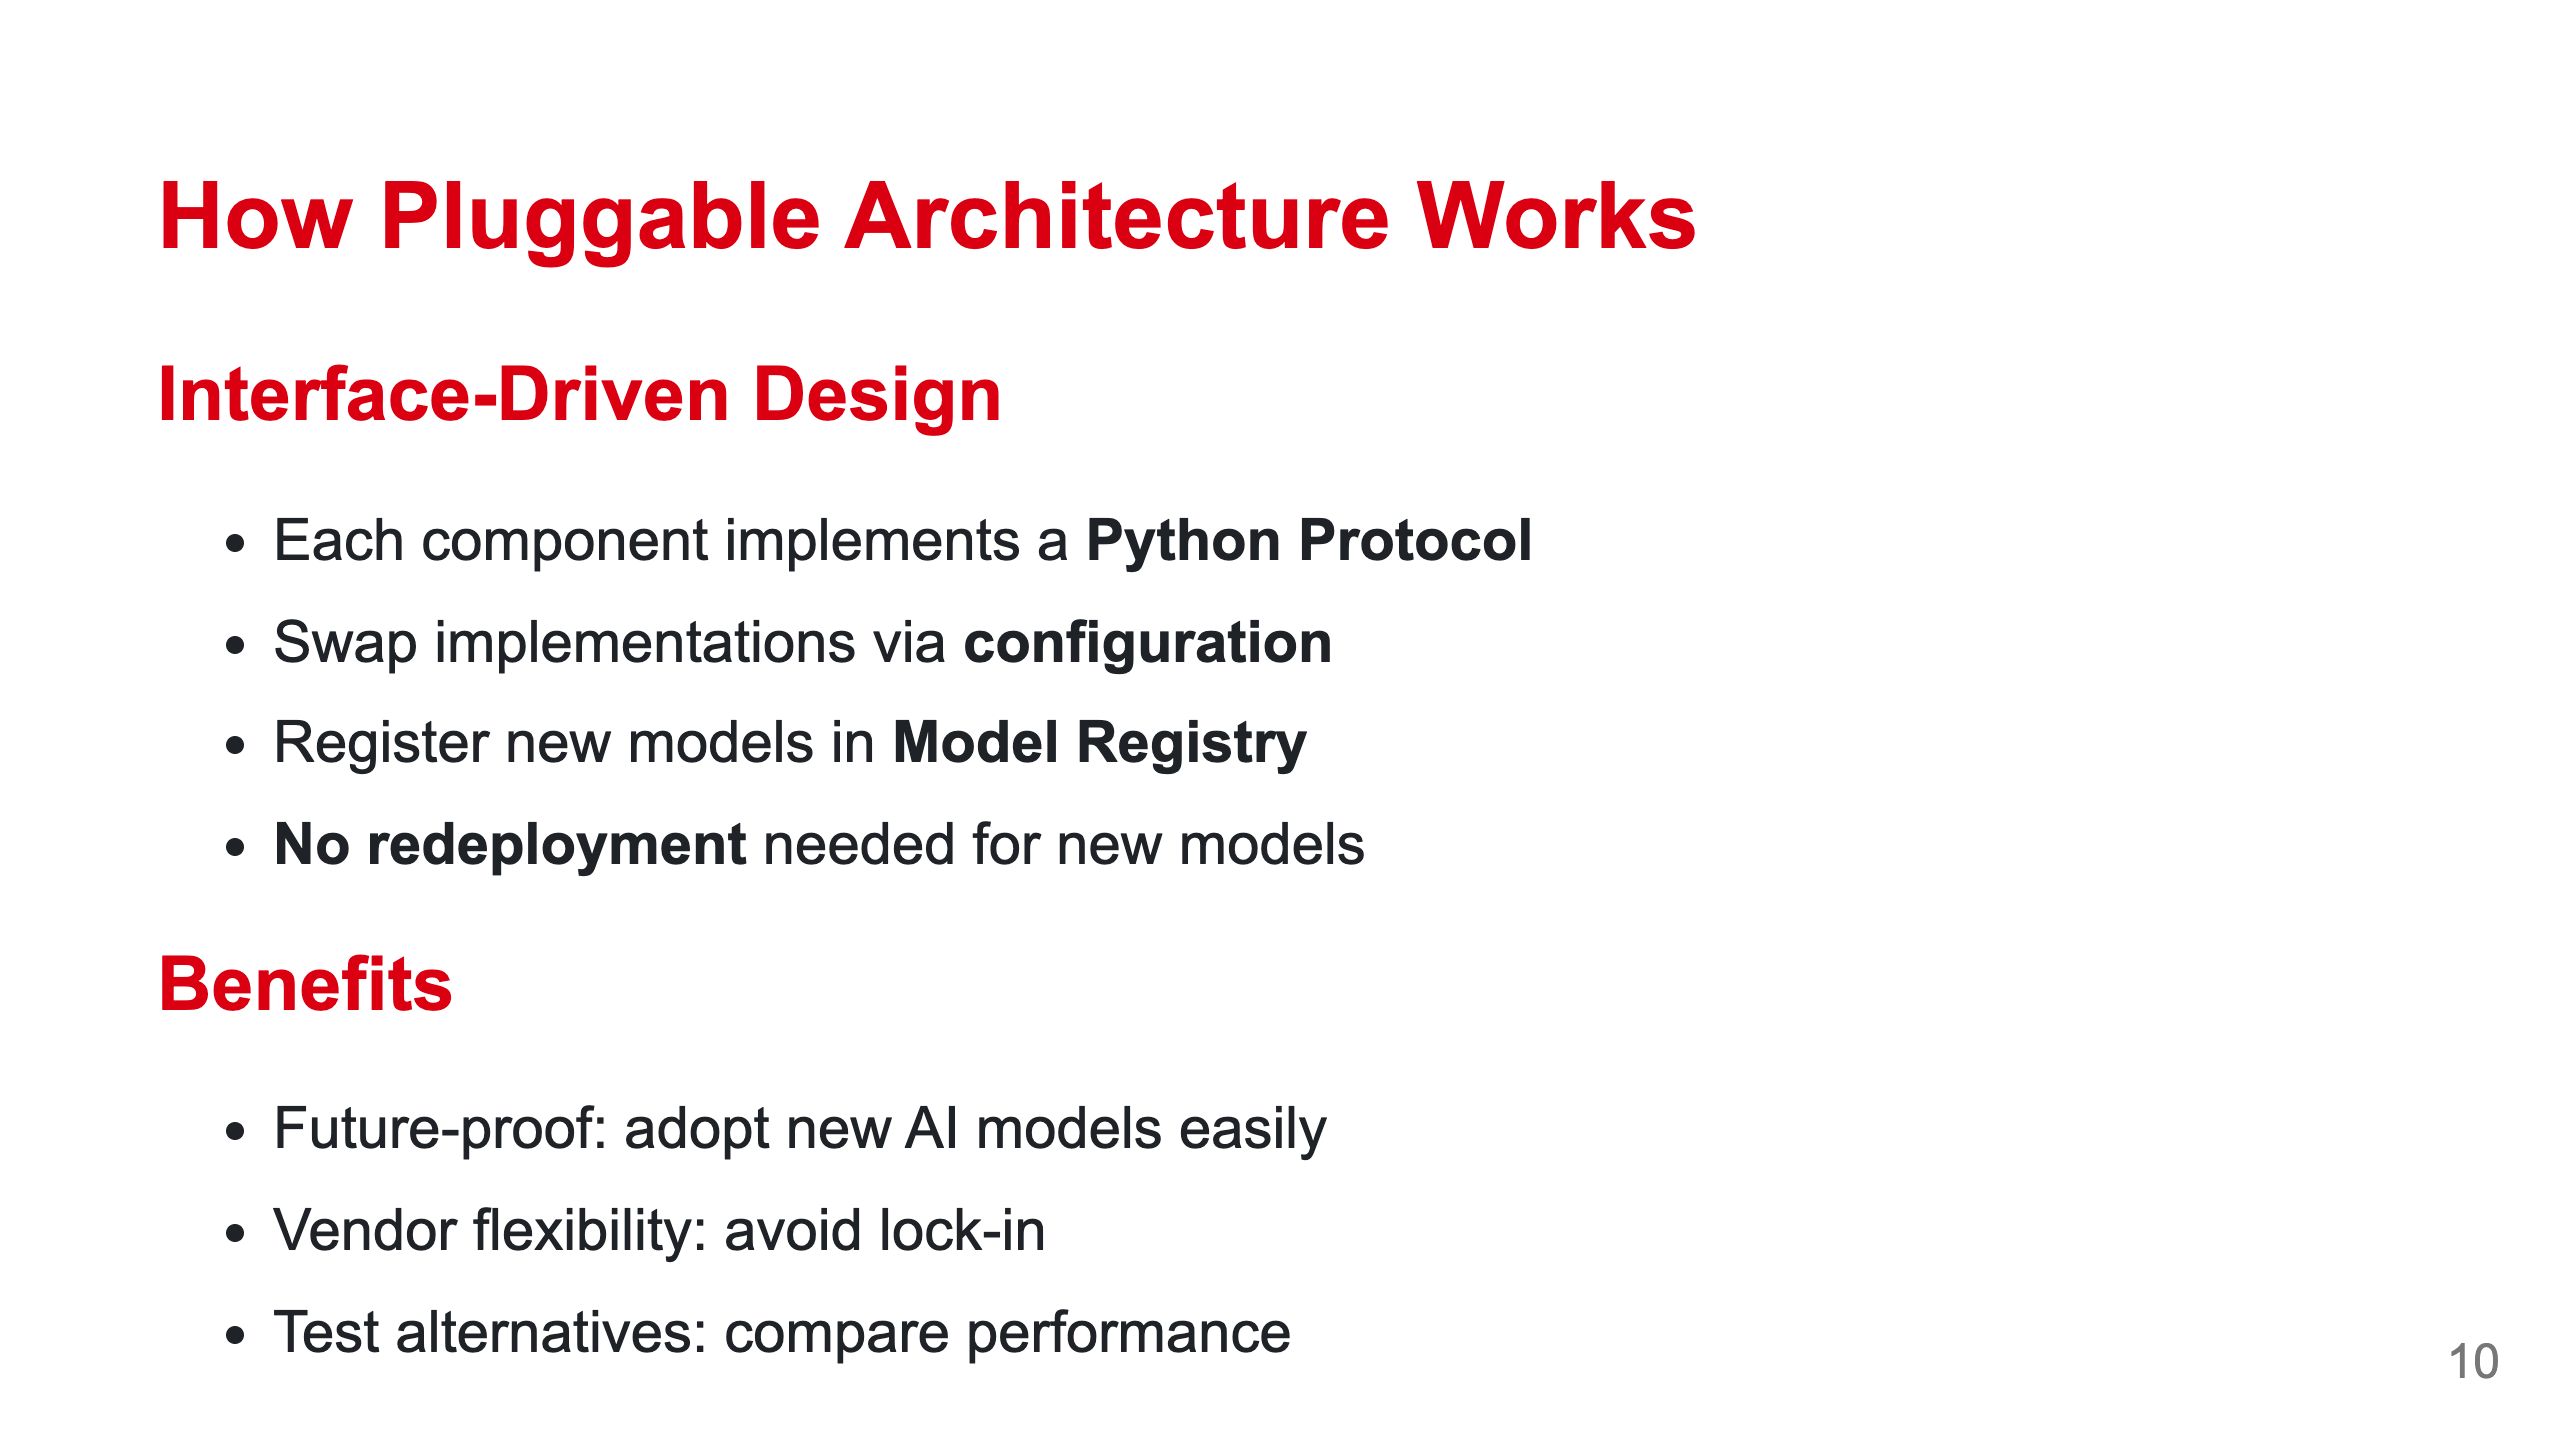 How Pluggable Architecture Works
Interface-Driven Design
• Each component implements a Python Protocol
• Swap implementations via configuration
• Register new models in Model Registry
• No redeployment needed for new models
Benefits
• Future-proof: adopt new AI models easily
• Vendor flexibility: avoid lock-in
• Test alternatives: compare performance
10